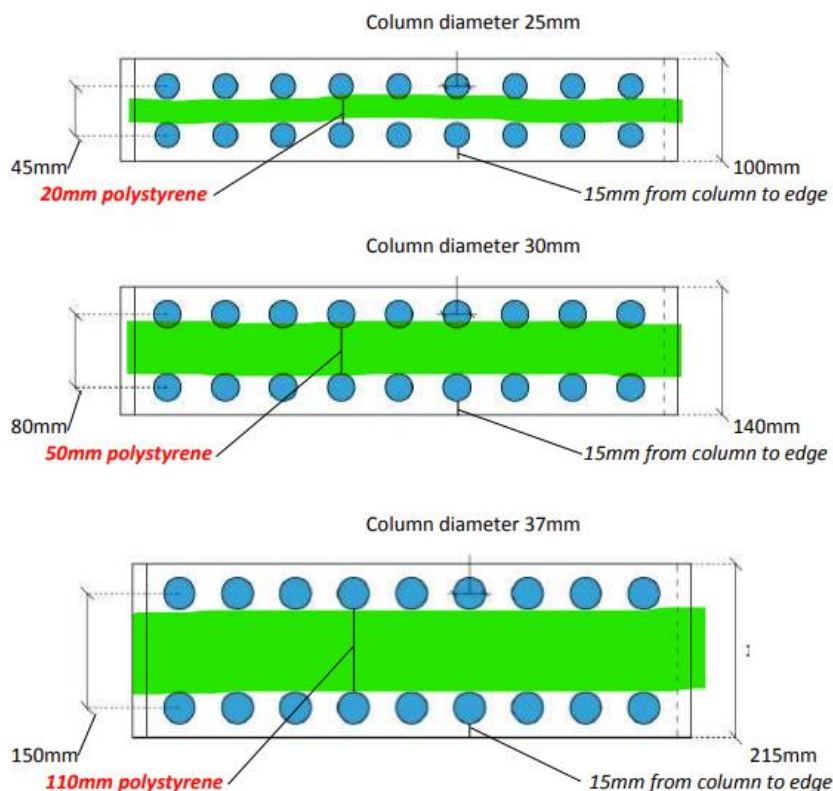 Column diameter 25mm
45mm
100mm
20mm polystyrene
15mm from column to edge
Column diameter 30mm
80mm
140mm
50mm polystyrene
15mm from column to edge
Column diameter 37mm
150mm
215mm
110mm polystyrene
15mm from column to edge